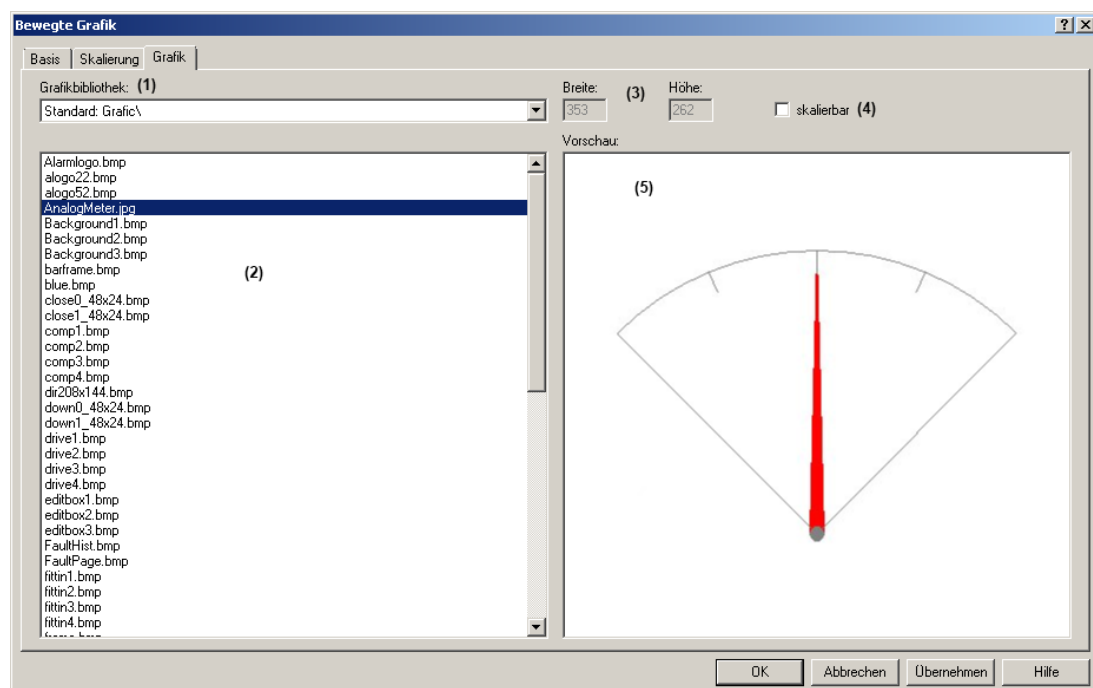 Bewegte Grafik
Basis Skalierung Grafik
Grafikbibliothek: (1)
Breite: (3) Höhe:
Standard: Grafic\ 353 262 skalierbar (4)
Vorschau:
(5)
(2)
Alarmlogo.bmp
alogo22.bmp
alogo52.bmp
AnalogMeter.jpg
Background1.bmp
Background2.bmp
Background3.bmp
barframe.bmp
blue.bmp
close0_48x24.bmp
close1_48x24.bmp
comp1.bmp
comp2.bmp
comp3.bmp
comp4.bmp
dir208x144.bmp
down0_48x24.bmp
down1_48x24.bmp
drive1.bmp
drive2.bmp
drive3.bmp
drive4.bmp
editbox1.bmp
editbox2.bmp
editbox3.bmp
FaultHist.bmp
FaultPage.bmp
fittin1.bmp
fittin2.bmp
fittin3.bmp
fittin4.bmp
OK Abbrechen Übernehmen Hilfe